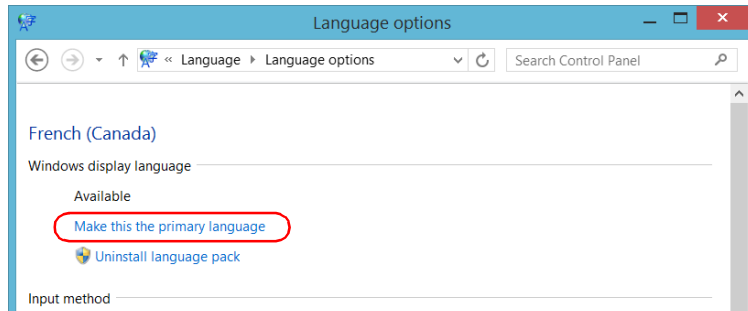 Language options
« Language Language options
Search Control Panel
French (Canada)
Windows display language
Available
Make this the primary language
Uninstall language pack
Input method